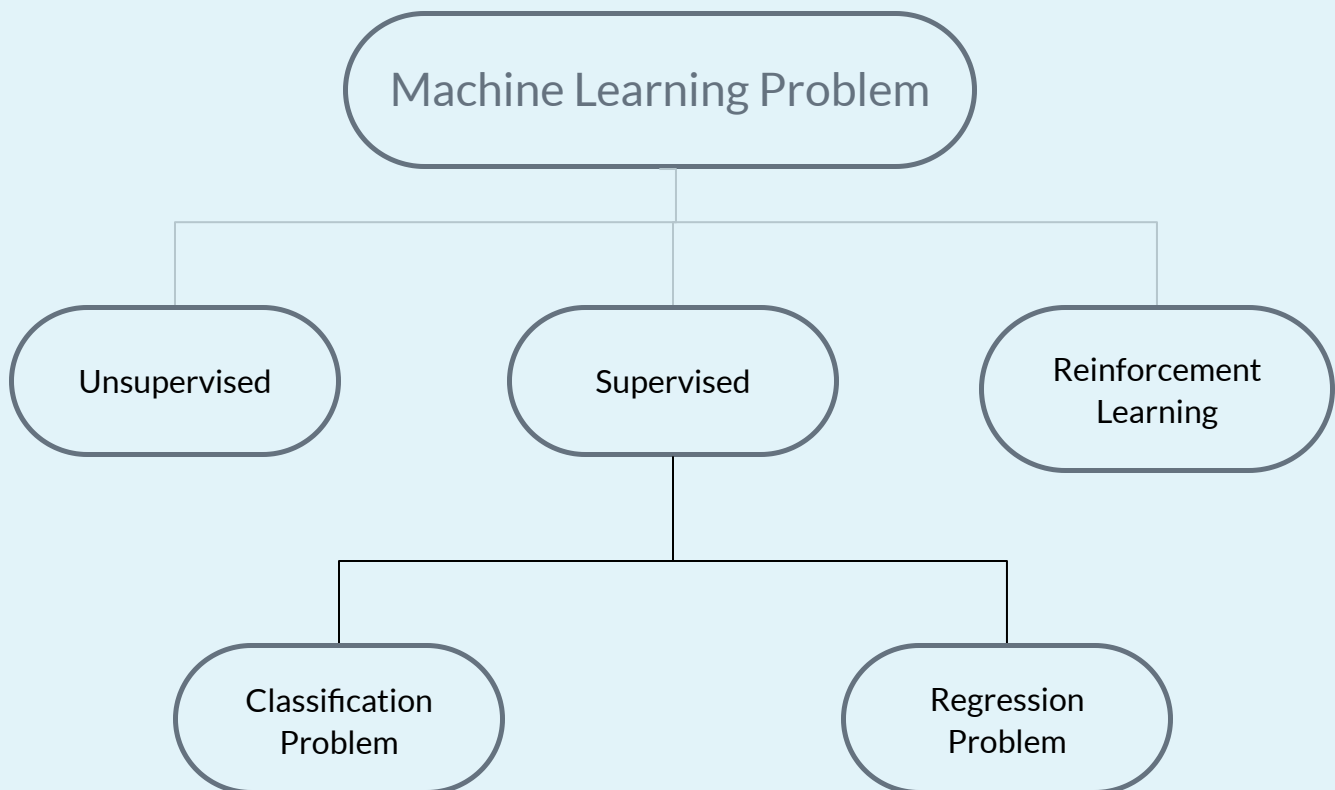 Machine Learning Problem
Unsupervised
Supervised
Reinforcement
Learning
Classification
Problem
Regression
Problem